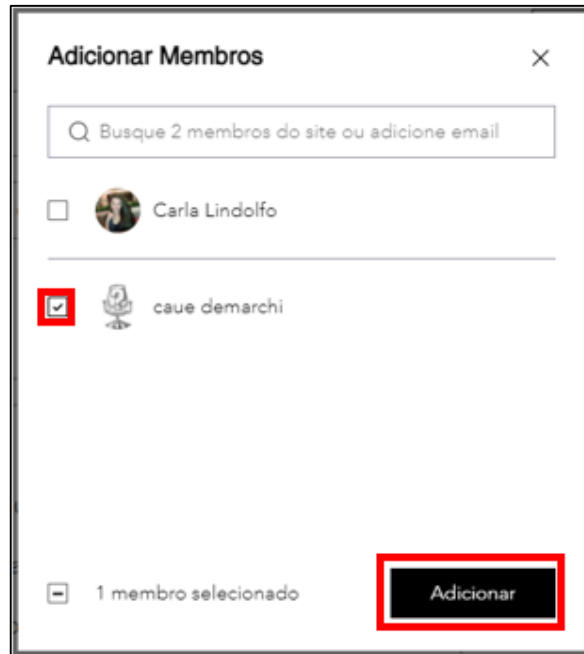 Adicionar Membros
Busque 2 membros do site ou adicione email
Carla Lindolfo
caue demarchi
1 membro selecionado
Adicionar